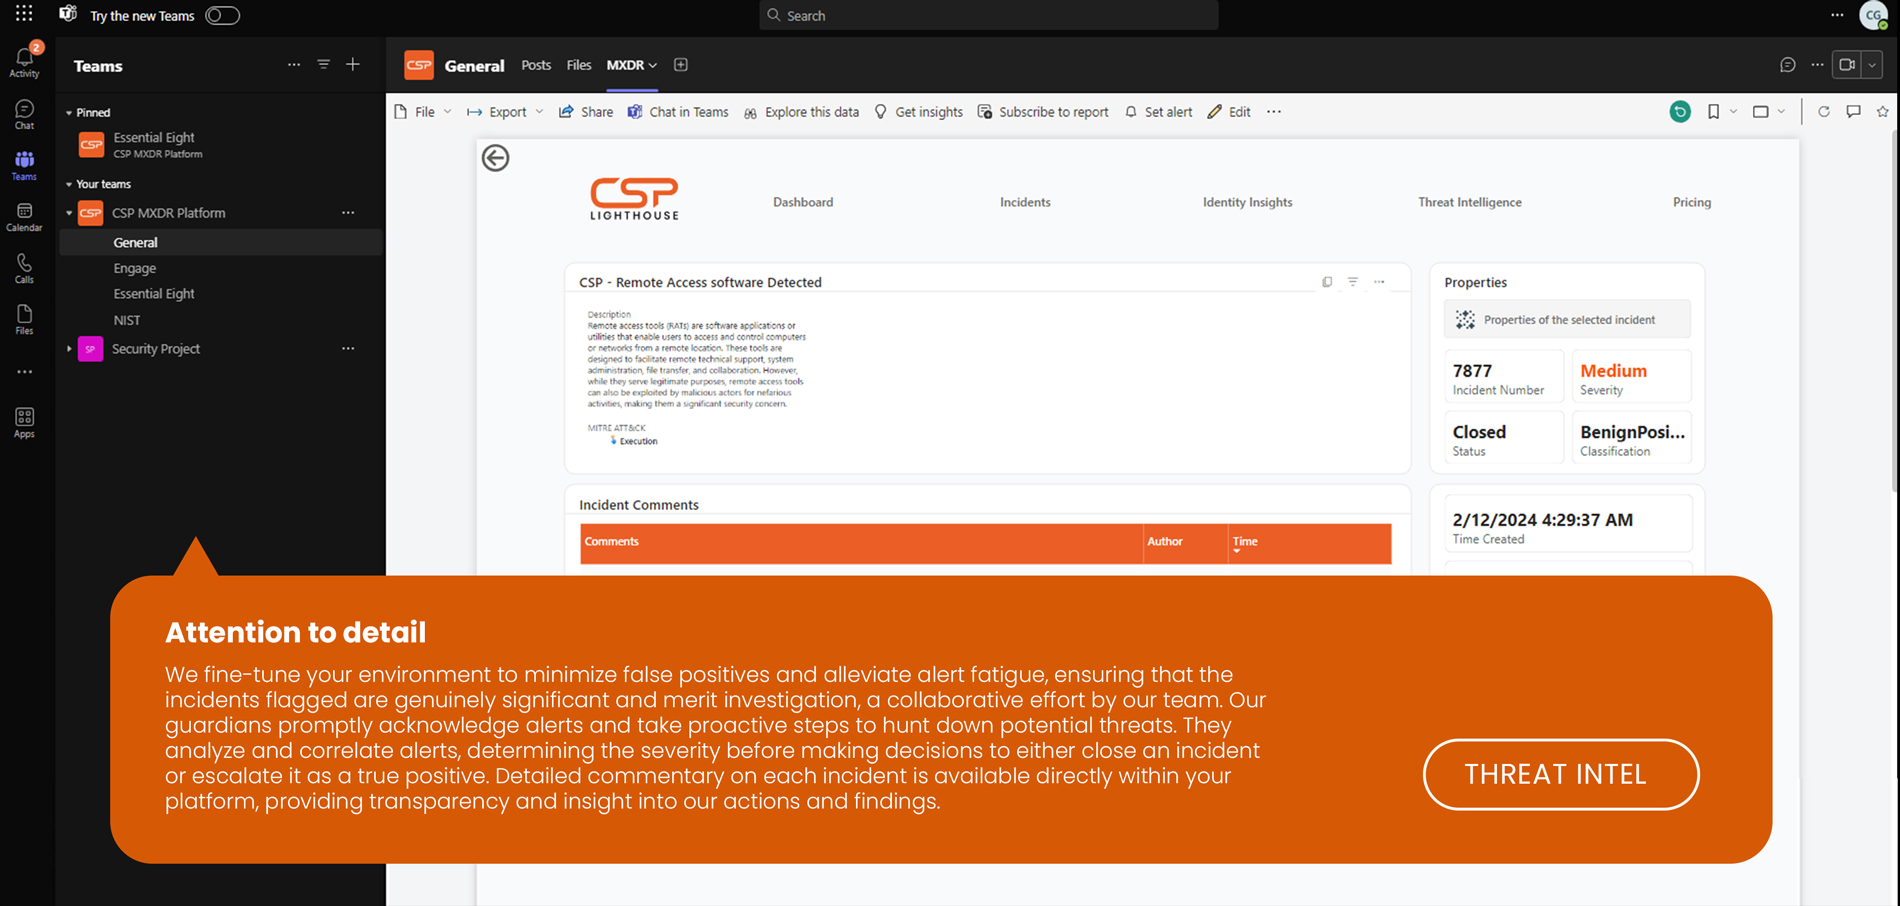 Try the new Teams
Search
CG
2
Activity
Chat
Teams
Calendar
Calls
Files
Apps
Teams
Pinned
CSP
Essential Eight
CSP MXDR Platform
Your teams
CSP
CSP MXDR Platform
General
Engage
Essential Eight
NIST
SP
Security Project
CSP
General
Posts
Files
MXDR
File
Export
Share
Chat in Teams
Explore this data
Get insights
Subscribe to report
Set alert
Edit
CSP
LIGHTHOUSE
Dashboard
Incidents
Identity Insights
Threat Intelligence
Pricing
CSP - Remote Access software Detected
Description
Remote access tools (RATs) are software applications or
utilities that enable users to access and control computers
or networks from a remote location. These tools are
designed to facilitate remote technical support, system
administration, file transfer, and collaboration. However,
while they serve legitimate purposes, remote access tools
can also be exploited by malicious actors for nefarious
activities, making them a significant security concern.
MITRE ATT&CK
Execution
Properties
Properties of the selected incident
7877
Incident Number
Medium
Severity
Closed
Status
BenignPosi...
Classification
Incident Comments
Comments
Author
Time
2/12/2024 4:29:37 AM
Time Created
Attention to detail
We fine-tune your environment to minimize false positives and alleviate alert fatigue, ensuring that the
incidents flagged are genuinely significant and merit investigation, a collaborative effort by our team. Our
guardians promptly acknowledge alerts and take proactive steps to hunt down potential threats. They
analyze and correlate alerts, determining the severity before making decisions to either close an incident
or escalate it as a true positive. Detailed commentary on each incident is available directly within your
platform, providing transparency and insight into our actions and findings.
THREAT INTEL